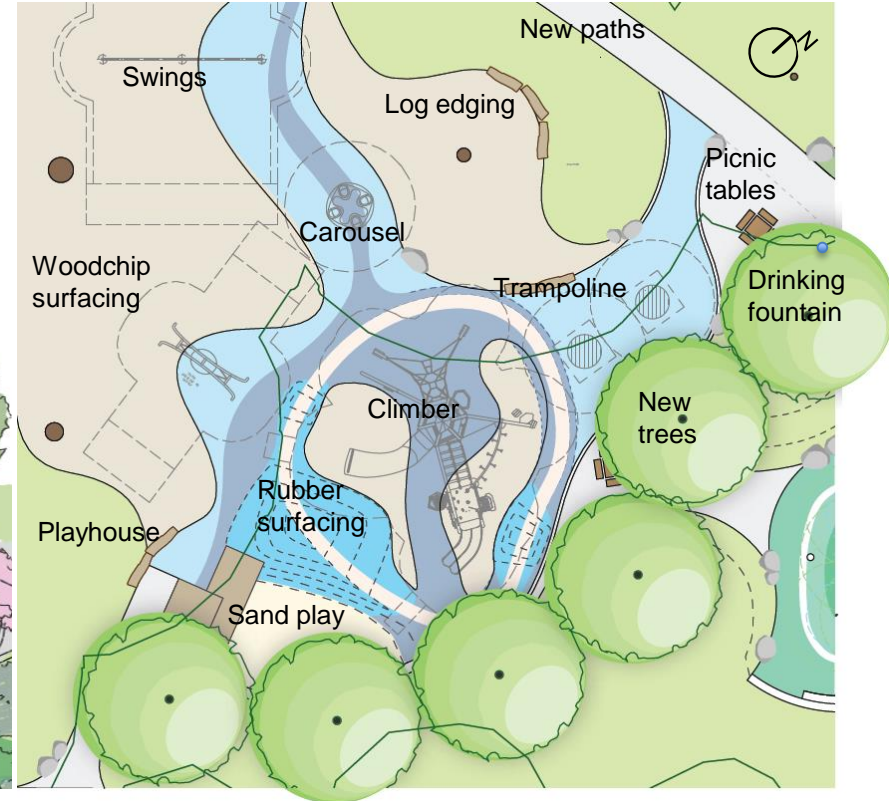 New paths
N
Swings
Log edging
Picnic
tables
Carousel
Woodchip
surfacing
Trampoline
Drinking
fountain
Climber
New
trees
Rubber
surfacing
Playhouse
Sand play